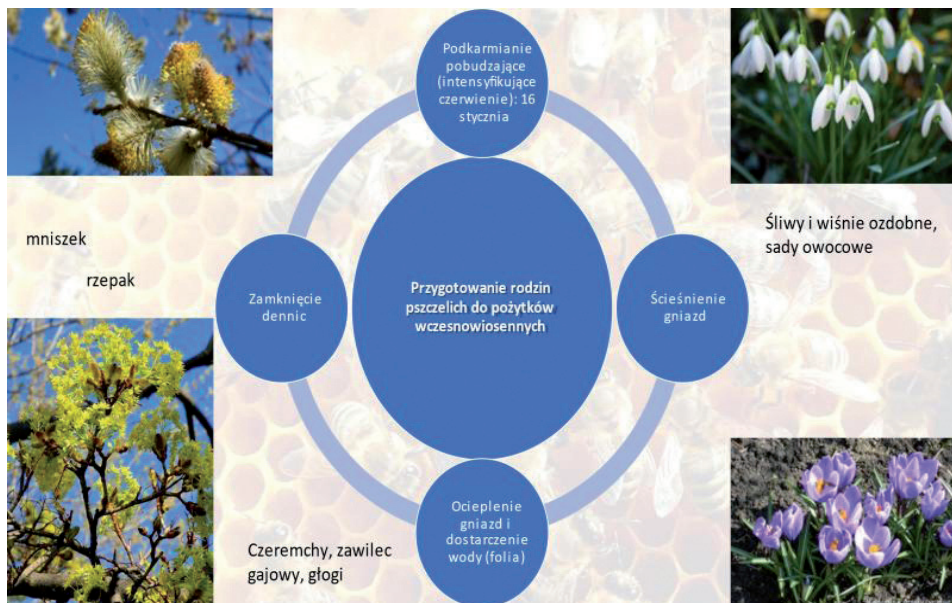 Podkarmianie
pobudzające
(intensyfikujące
czerwienie): 16
stycznia
Śliwy i wiśnie ozdobne,
sady owocowe
mniszek
rzepak
Zamknięcie
dennic
Przygotowanie rodzin
pszczelich do pożytków
wczesnowiosennych
Ścieśnienie
gniazd
Ocieplenie
gniazd i
dostarczenie
wody (folia)
Czeremchy, zawilec
gajowy, głogi